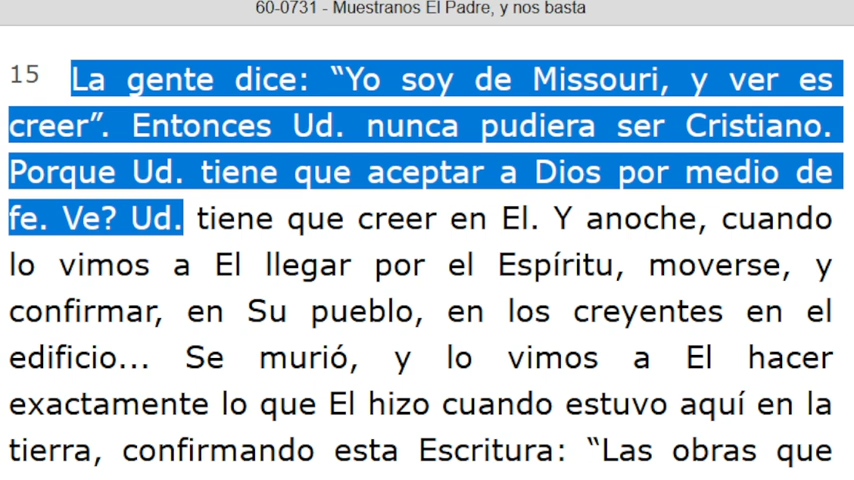 60-0731 - Muestranos El Padre, y nos basta
15 La gente dice: “Yo soy de Missouri, y ver es
creer”. Entonces Ud. nunca pudiera ser Cristiano.
Porque Ud. tiene que aceptar a Dios por medio de
fe. Ve? Ud. tiene que creer en El. Y anoche, cuando
lo vimos a El llegar por el Espíritu, moverse, y
confirmar, en Su pueblo, en los creyentes en el
edificio... Se murió, y lo vimos a El hacer
exactamente lo que El hizo cuando estuvo aquí en la
tierra, confirmando esta Escritura: “Las obras que